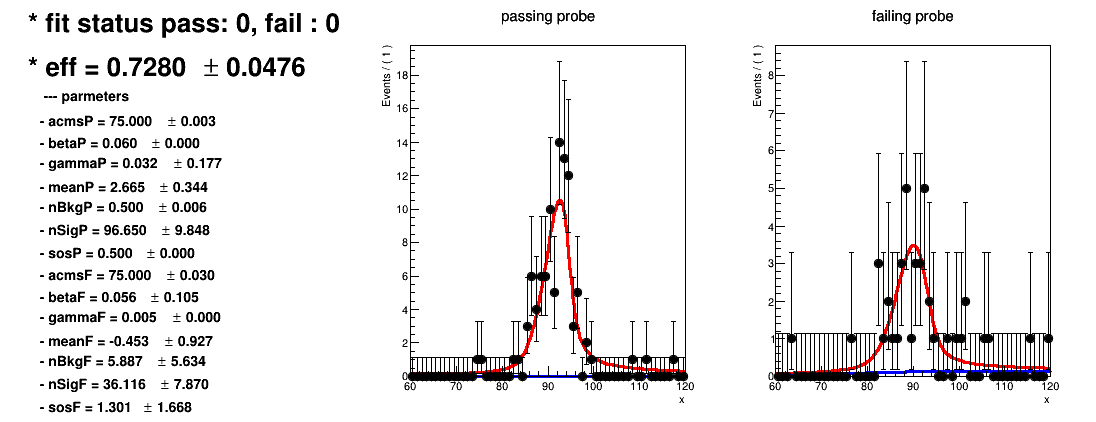 * fit status pass: 0, fail : 0
* eff = 0.7280 ± 0.0476
--- parmeters
- acmsP = 75.000 ± 0.003
- betaP = 0.060 ± 0.000
- gammaP = 0.032 ± 0.177
- meanP = 2.665 ± 0.344
- nBkgP = 0.500 ± 0.006
- nSigP = 96.650 ± 9.848
- sosP = 0.500 ± 0.000
- acmsF = 75.000 ± 0.030
- betaF = 0.056 ± 0.105
- gammaF = 0.005 ± 0.000
- meanF = -0.453 ± 0.927
- nBkgF = 5.887 ± 5.634
- nSigF = 36.116 ± 7.870
- sosF = 1.301 ± 1.668
passing probe
Events / ( 1 )
18
16
14
12
10
8
6
4
2
0
60 70 80 90 100 110 120
x
failing probe
Events / ( 1 )
8
7
6
5
4
3
2
1
0
60 70 80 90 100 110 120
x